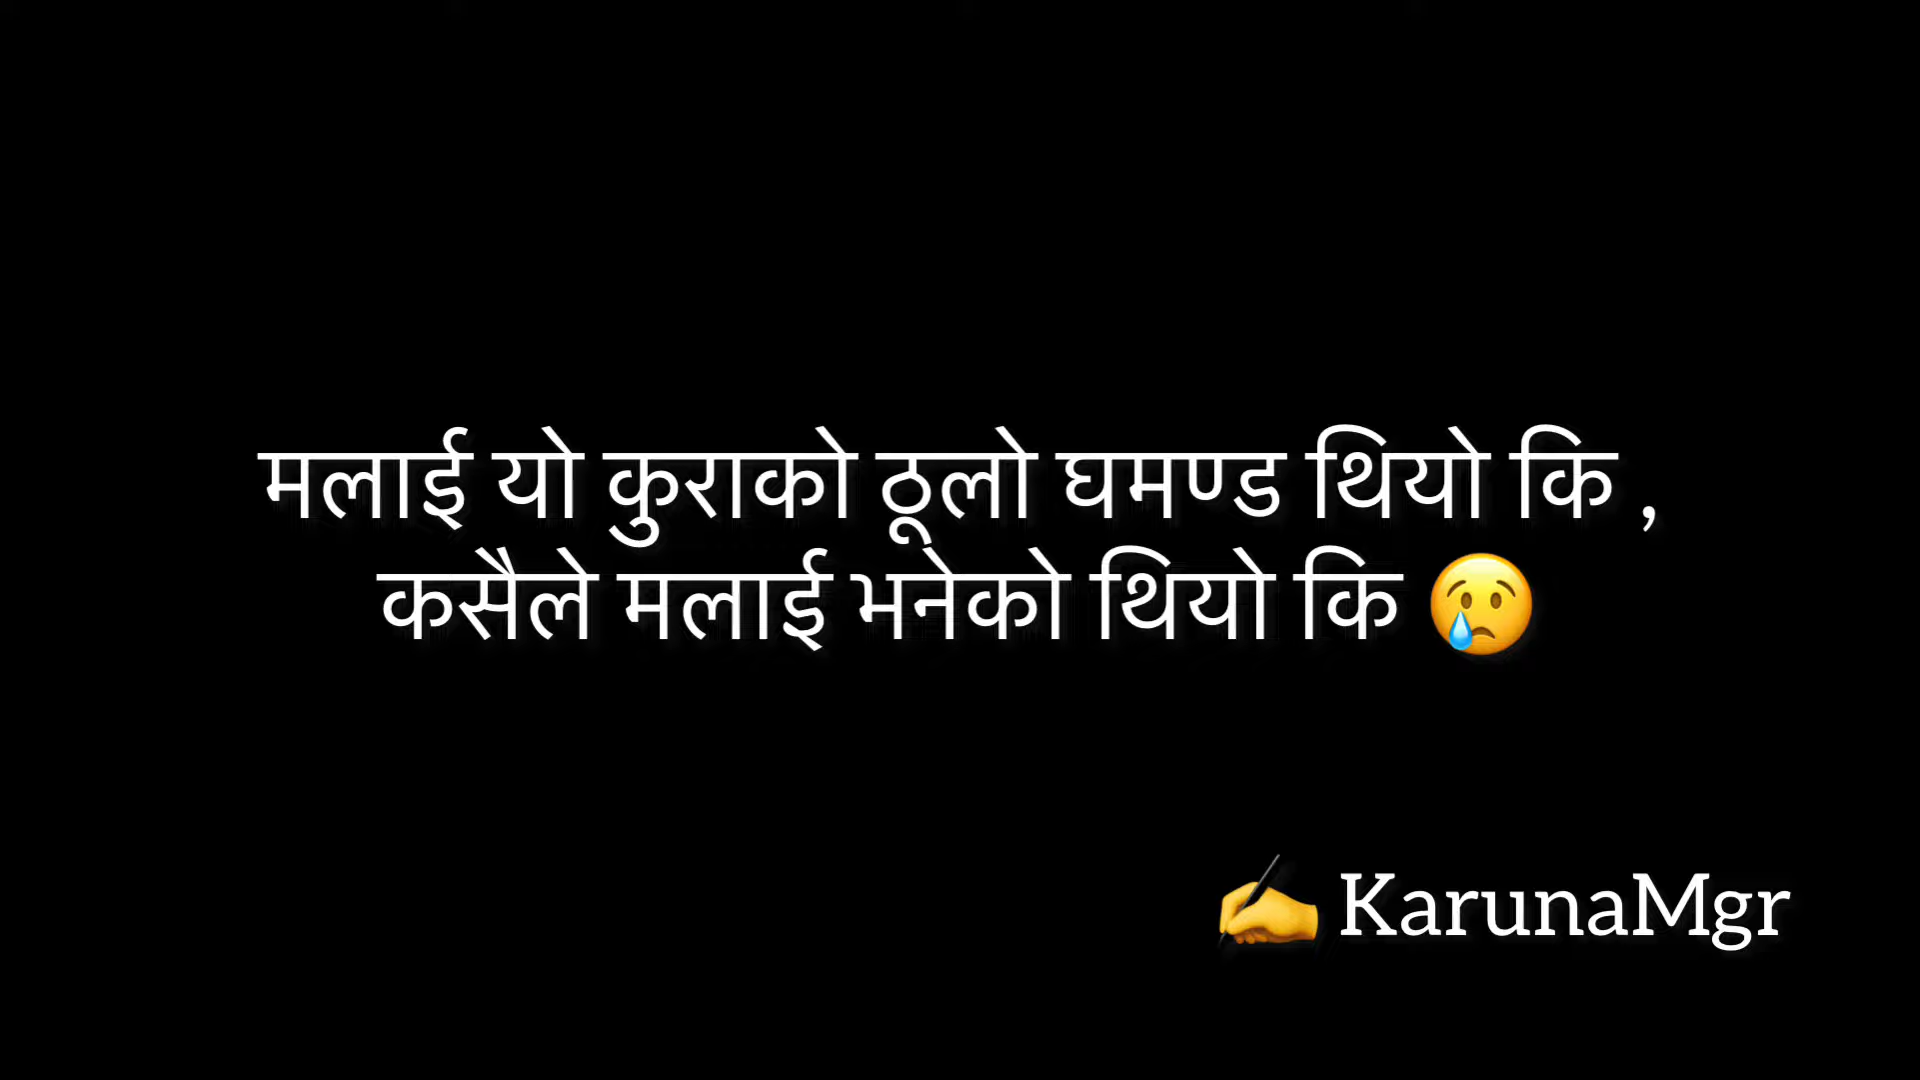 मलाई यो कुराको ठूलो घमण्ड थियो कि ,
कसैले मलाई भनेको थियो कि 😢
✍️ KarunaMgr